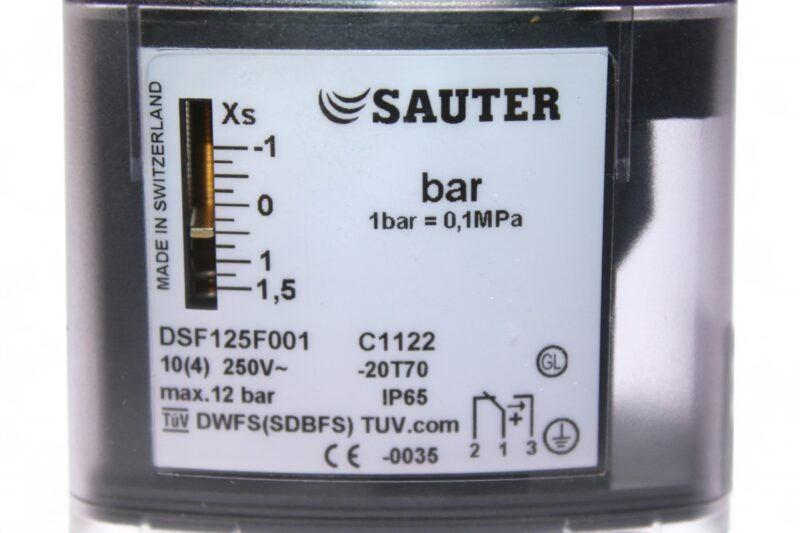 MADE IN SWITZERLAND
Xs
-1
0
1
1,5
SAUTER
bar
1bar = 0,1MPa
DSF125F001 C1122
10(4) 250V~ -20T70
max.12 bar IP65
GL
TÜV DWFS(SDBFS) TUV.com
2 1 3
CE -0035